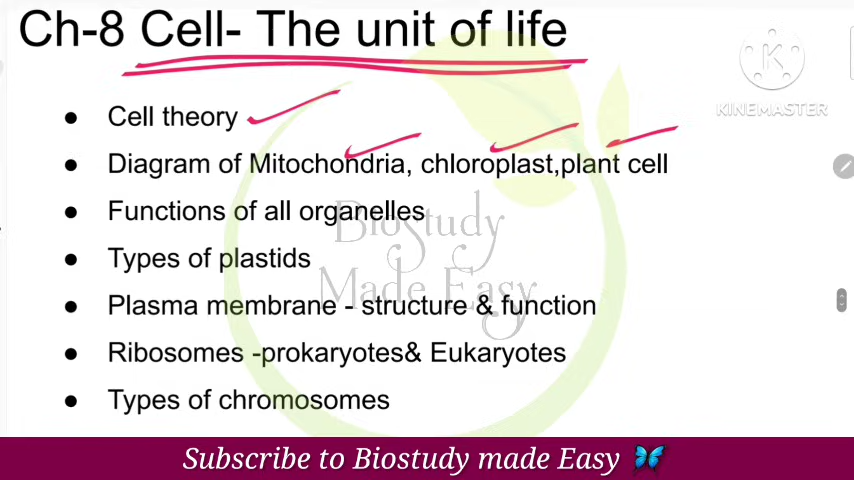 Ch-8 Cell- The unit of life
KINEMASTER
● Cell theory
● Diagram of Mitochondria, chloroplast,plant cell
● Functions of all organelles
● Types of plastids
● Plasma membrane - structure & function
● Ribosomes -prokaryotes& Eukaryotes
● Types of chromosomes
Biostudy
Made Easy
Subscribe to Biostudy made Easy 🦋